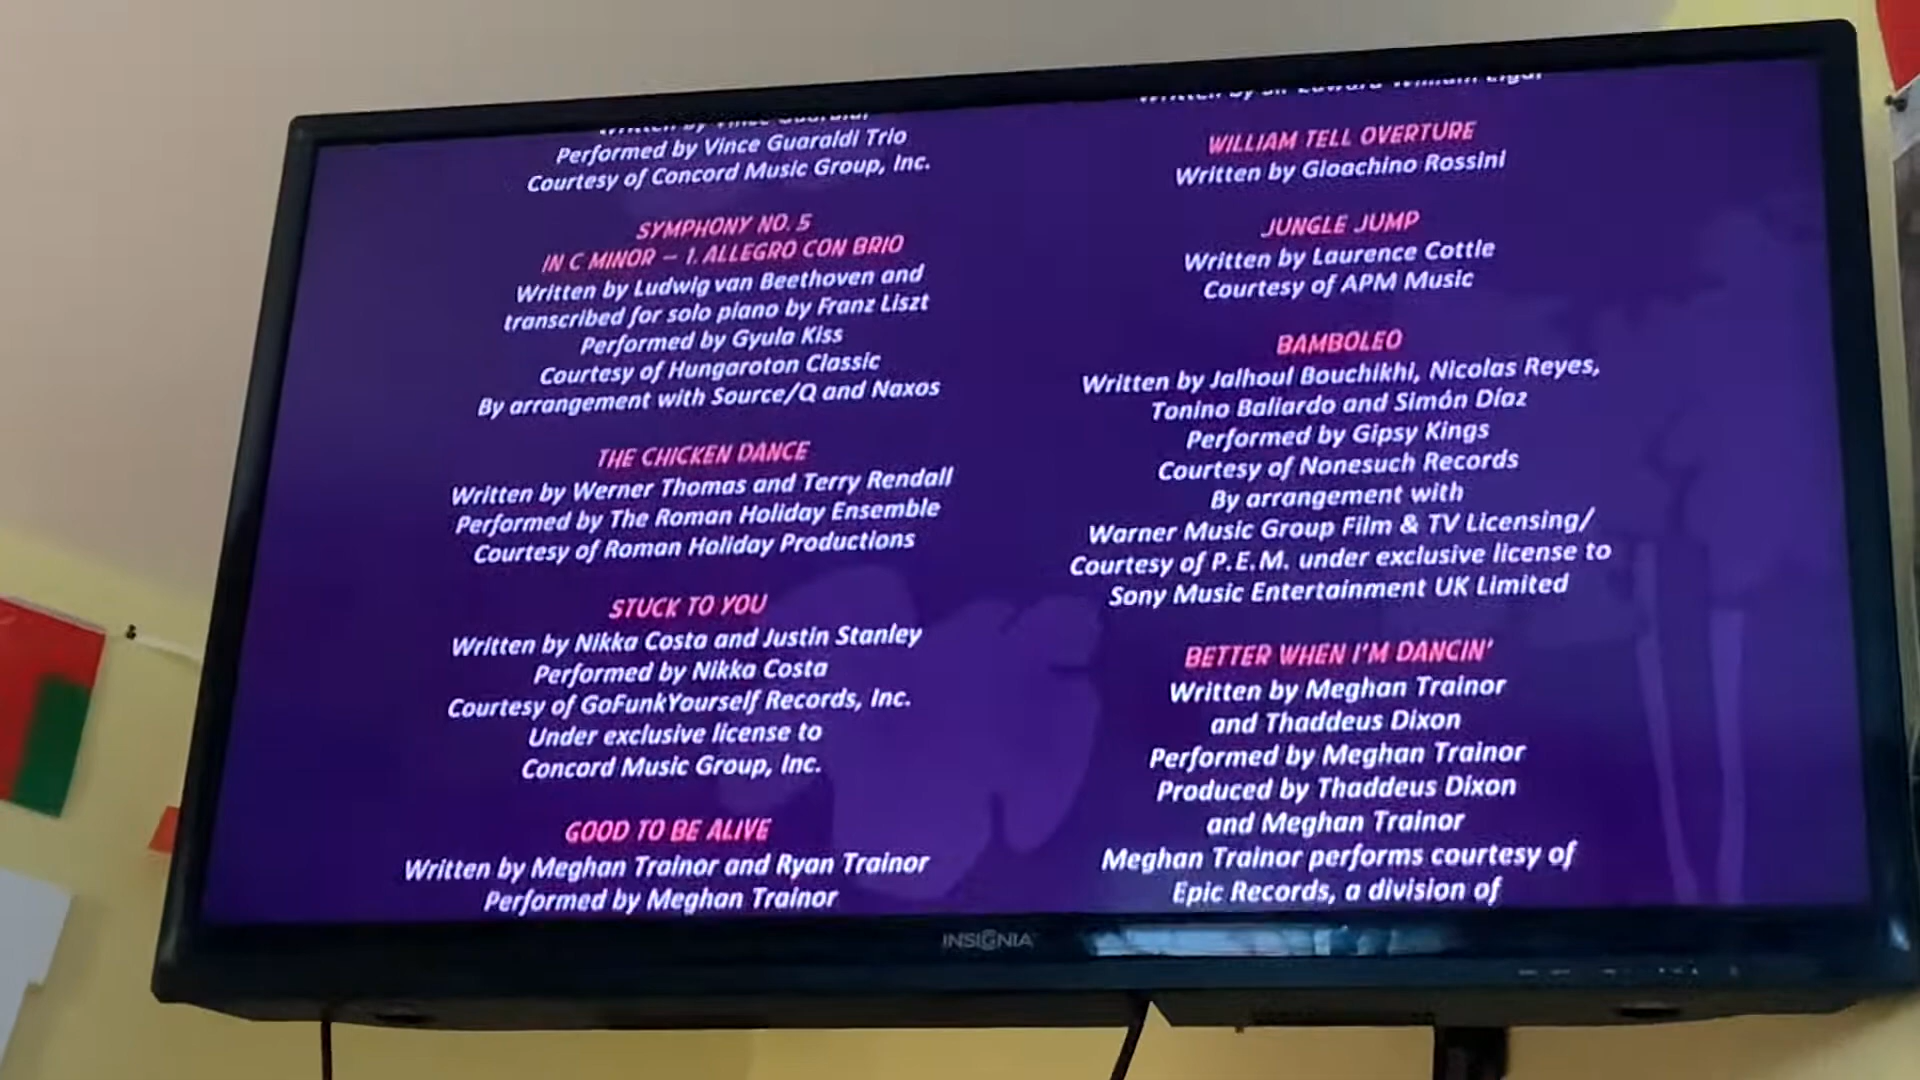 Written by Vince Guaraldi
Performed by Vince Guaraldi Trio
Courtesy of Concord Music Group, Inc.
SYMPHONY NO. 5
IN C MINOR – 1. ALLEGRO CON BRIO
Written by Ludwig van Beethoven and
transcribed for solo piano by Franz Liszt
Performed by Gyula Kiss
Courtesy of Hungaroton Classic
By arrangement with Source/Q and Naxos
THE CHICKEN DANCE
Written by Werner Thomas and Terry Rendall
Performed by The Roman Holiday Ensemble
Courtesy of Roman Holiday Productions
STUCK TO YOU
Written by Nikka Costa and Justin Stanley
Performed by Nikka Costa
Courtesy of GoFunkYourself Records, Inc.
Under exclusive license to
Concord Music Group, Inc.
GOOD TO BE ALIVE
Written by Meghan Trainor and Ryan Trainor
Performed by Meghan Trainor
Written by Sir Edward William Elgar
WILLIAM TELL OVERTURE
Written by Gioachino Rossini
JUNGLE JUMP
Written by Laurence Cottle
Courtesy of APM Music
BAMBOLEO
Written by Jalhoul Bouchikhi, Nicolas Reyes,
Tonino Baliardo and Simón Díaz
Performed by Gipsy Kings
Courtesy of Nonesuch Records
By arrangement with
Warner Music Group Film & TV Licensing/
Courtesy of P.E.M. under exclusive license to
Sony Music Entertainment UK Limited
BETTER WHEN I'M DANCIN'
Written by Meghan Trainor
and Thaddeus Dixon
Performed by Meghan Trainor
Produced by Thaddeus Dixon
and Meghan Trainor
Meghan Trainor performs courtesy of
Epic Records, a division of
INSIGNIA